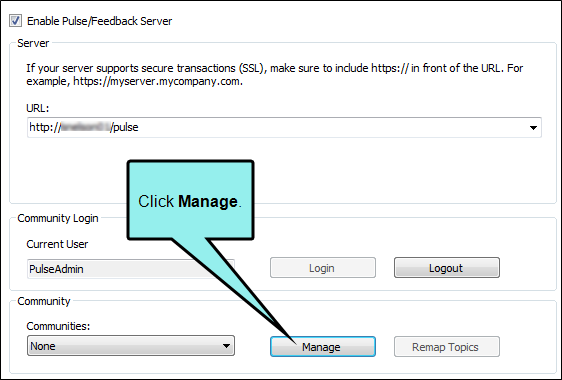 Enable Pulse/Feedback Server
Server
If your server supports secure transactions (SSL), make sure to include https:// in front of the URL. For
example, https://myserver.mycompany.com.
URL:
http:// /pulse
Click Manage.
Community Login
Current User
PulseAdmin
Login
Logout
Community
Communities:
None
Manage
Remap Topics